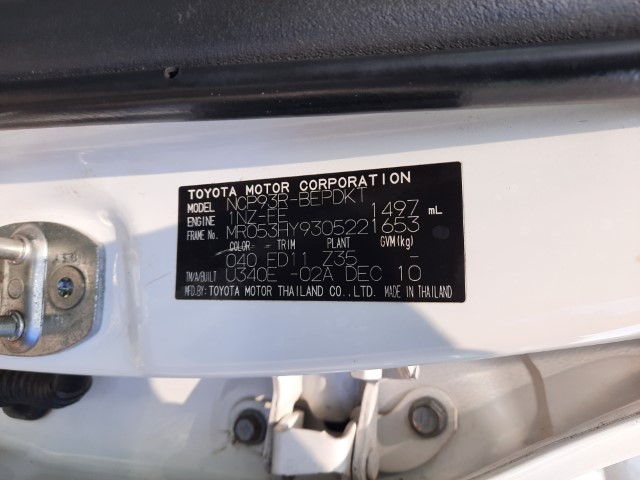 TOYOTA MOTOR CORPORATION
MODEL NCP93R-BEPDKT
ENGINE 1NZ-FE 1497 mL
FRAME No. MR053HY9305221653
COLOR TRIM PLANT GVM(kg)
040 FD11 Z35 -
TM/A/BUILT U340E -02A DEC 10
MFD.BY:TOYOTA MOTOR THAILAND CO.,LTD. MADE IN THAILAND